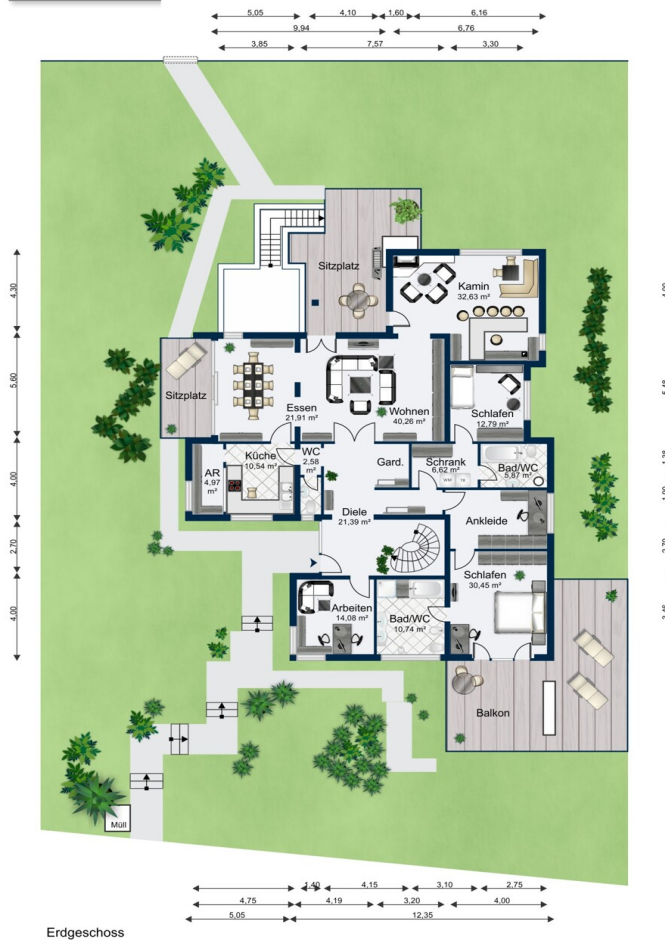 5,05 4,10 1,60 6,16
9,94 6,76
3,85 7,57 3,30
4,30
5,60
4,00
2,70
4,00
Sitzplatz
Kamin
32,63 m²
Sitzplatz
Essen
21,91 m²
Wohnen
40,26 m²
Schlafen
12,79 m²
Küche
10,54 m²
WC
2,58
AR
4,97
m²
Gard.
Schrank
6,62 m²
WM TR
Bad/WC
5,87 m²
Diele
21,39 m²
Ankleide
Schlafen
30,45 m²
Arbeiten
14,08 m²
Bad/WC
10,74 m²
Balkon
Müll
1,40 4,15 3,10 2,75
4,75 4,19 3,20 4,00
5,05 12,35
Erdgeschoss